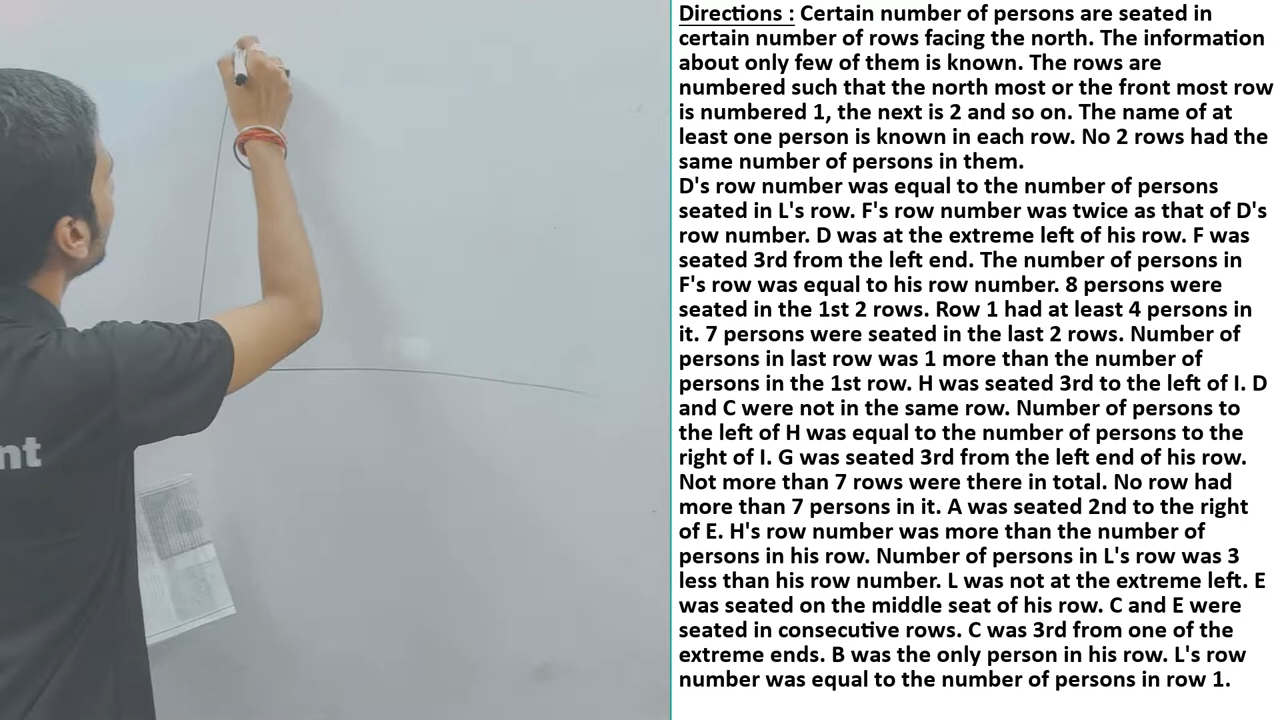 Directions : Certain number of persons are seated in
certain number of rows facing the north. The information
about only few of them is known. The rows are
numbered such that the north most or the front most row
is numbered 1, the next is 2 and so on. The name of at
least one person is known in each row. No 2 rows had the
same number of persons in them.
D's row number was equal to the number of persons
seated in L's row. F's row number was twice as that of D's
row number. D was at the extreme left of his row. F was
seated 3rd from the left end. The number of persons in
F's row was equal to his row number. 8 persons were
seated in the 1st 2 rows. Row 1 had at least 4 persons in
it. 7 persons were seated in the last 2 rows. Number of
persons in last row was 1 more than the number of
persons in the 1st row. H was seated 3rd to the left of I. D
and C were not in the same row. Number of persons to
the left of H was equal to the number of persons to the
right of I. G was seated 3rd from the left end of his row.
Not more than 7 rows were there in total. No row had
more than 7 persons in it. A was seated 2nd to the right
of E. H's row number was more than the number of
persons in his row. Number of persons in L's row was 3
less than his row number. L was not at the extreme left. E
was seated on the middle seat of his row. C and E were
seated in consecutive rows. C was 3rd from one of the
extreme ends. B was the only person in his row. L's row
number was equal to the number of persons in row 1.
nt